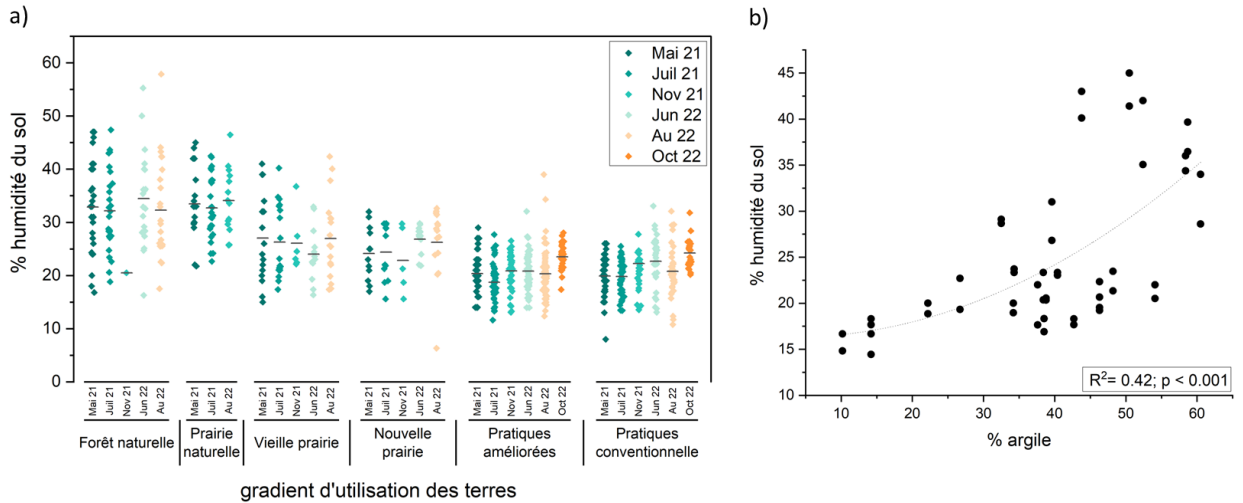 a)
% humidité du sol
60
50
40
30
20
10
0
Mai 21
Juil 21
Nov 21
Jun 22
Au 22
Oct 22
Mai 21
Juil 21
Nov 21
Jun 22
Au 22
Mai 21
Juil 21
Au 22
Mai 21
Juil 21
Nov 21
Jun 22
Au 22
Mai 21
Juil 21
Nov 21
Jun 22
Au 22
Mai 21
Juil 21
Nov 21
Jun 22
Au 22
Oct 22
Mai 21
Juil 21
Nov 21
Jun 22
Au 22
Oct 22
Forêt naturelle
Prairie
naturelle
Vieille prairie
Nouvelle
prairie
Pratiques
améliorées
Pratiques
conventionnelle
gradient d'utilisation des terres
b)
% humidité du sol
45
40
35
30
25
20
15
10
R²= 0.42; p < 0.001
10
20
30
40
50
60
% argile